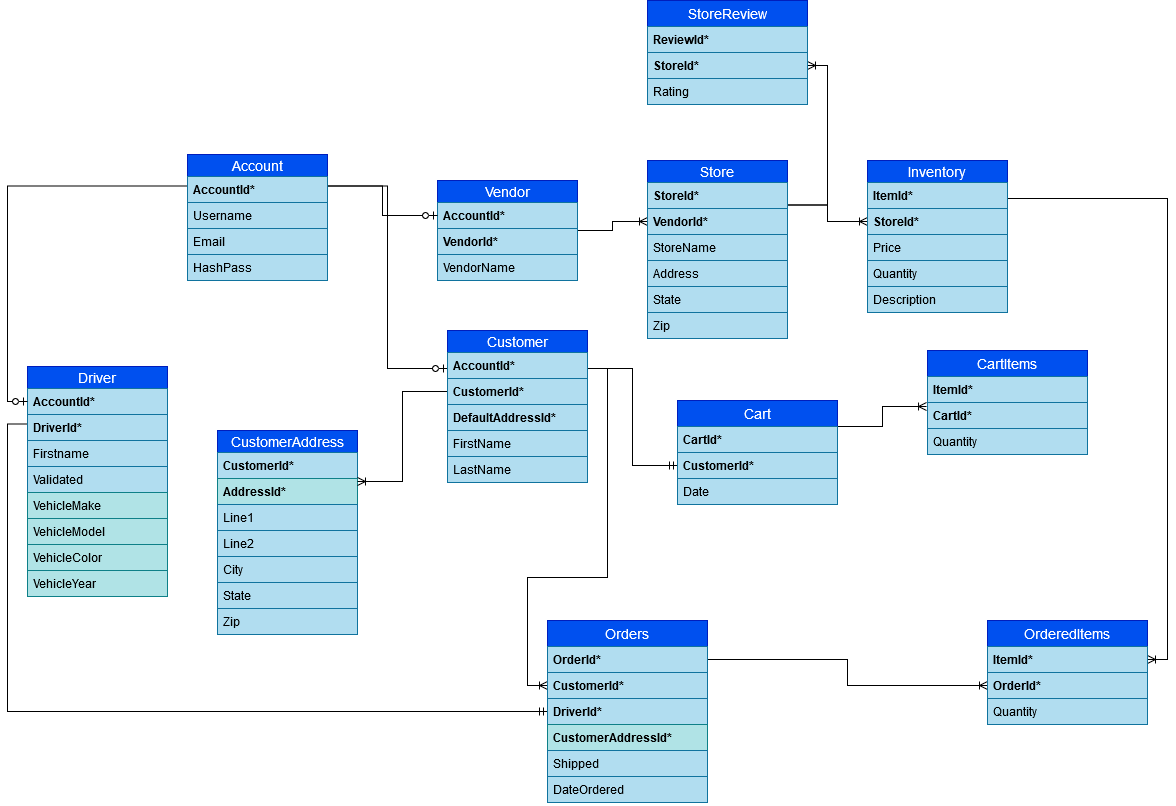 StoreReview
ReviewId*
StoreId*
Rating
Account
AccountId*
Username
Email
HashPass
Vendor
AccountId*
VendorId*
VendorName
Store
StoreId*
VendorId*
StoreName
Address
State
Zip
Inventory
ItemId*
StoreId*
Price
Quantity
Description
Driver
AccountId*
DriverId*
Firstname
Validated
VehicleMake
VehicleModel
VehicleColor
VehicleYear
CustomerAddress
CustomerId*
AddressId*
Line1
Line2
City
State
Zip
Customer
AccountId*
CustomerId*
DefaultAddressId*
FirstName
LastName
Cart
CartId*
CustomerId*
Date
CartItems
ItemId*
CartId*
Quantity
Orders
OrderId*
CustomerId*
DriverId*
CustomerAddressId*
Shipped
DateOrdered
OrderedItems
ItemId*
OrderId*
Quantity